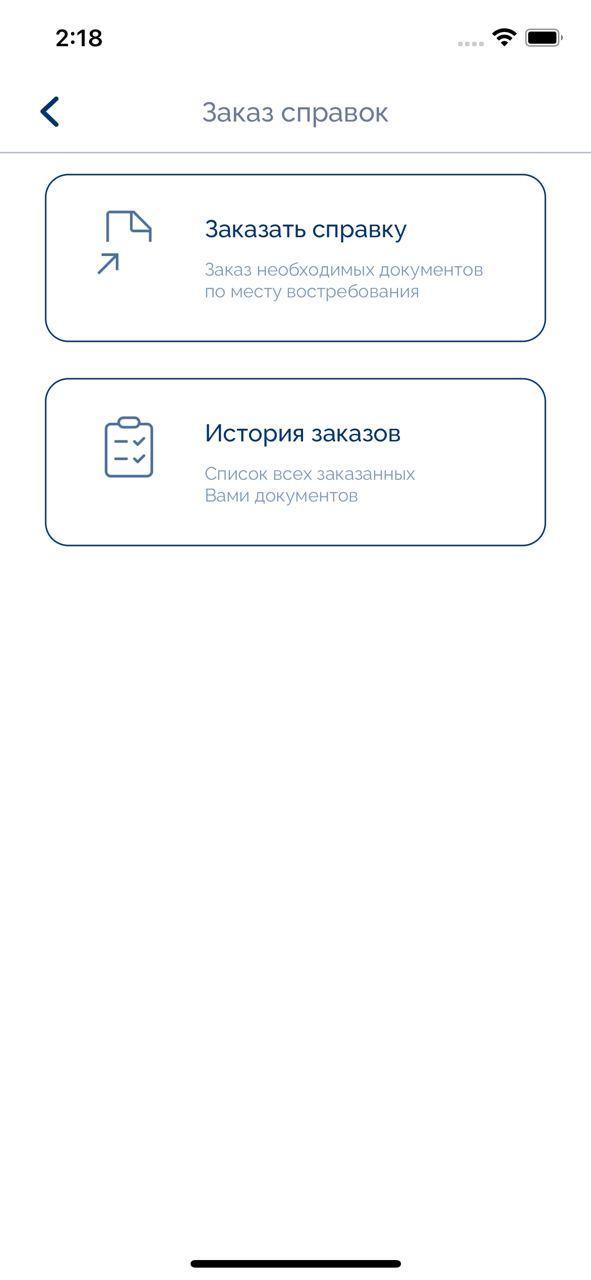 2:18
Заказ справок
Заказать справку
Заказ необходимых документов
по месту востребования
История заказов
Список всех заказанных
Вами документов